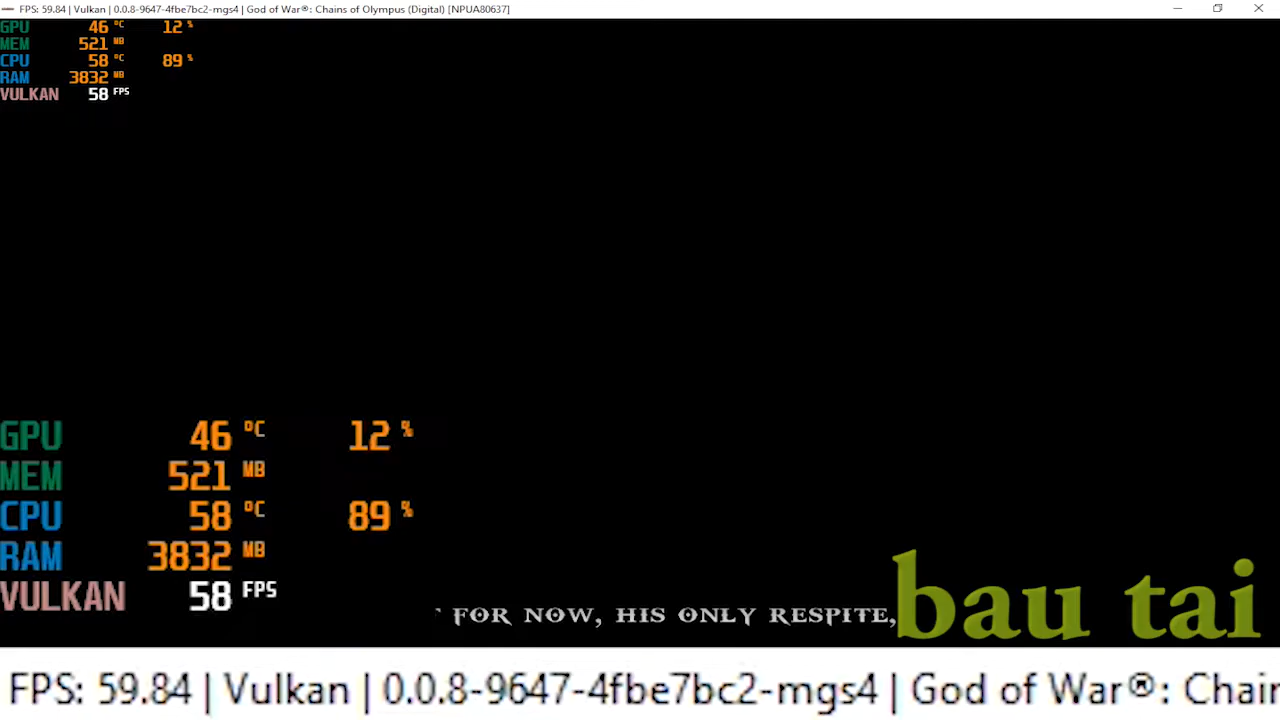 FPS: 59.84 | Vulkan | 0.0.8-9647-4fbe7bc2-mgs4 | God of War®: Chains of Olympus (Digital) [NPUA80637]
GPU 46 °C 12 %
MEM 521 MB
CPU 58 °C 89 %
RAM 3832 MB
VULKAN 58 FPS
GPU 46 °C 12 %
MEM 521 MB
CPU 58 °C 89 %
RAM 3832 MB
VULKAN 58 FPS
FOR NOW, HIS ONLY RESPITE,
bau tai
FPS: 59.84 | Vulkan | 0.0.8-9647-4fbe7bc2-mgs4 | God of War®: Chain